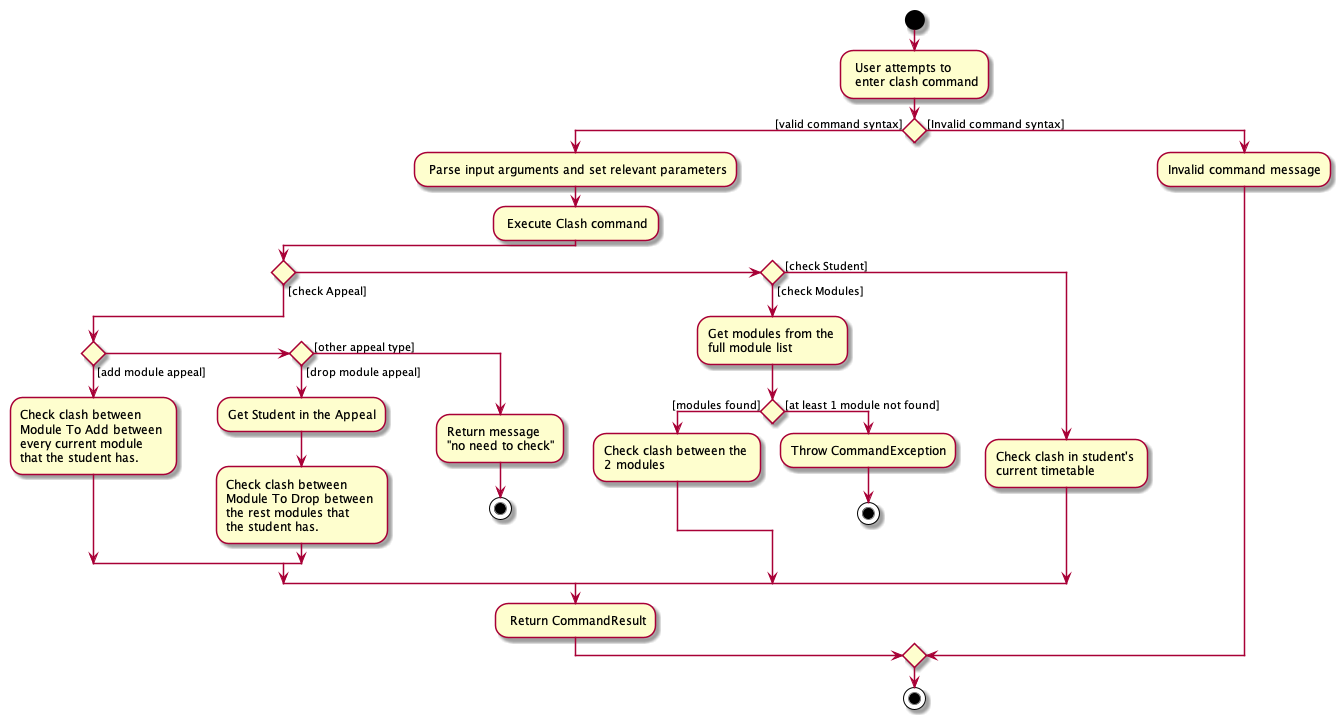 User attempts to
enter clash command
[valid command syntax]
[Invalid command syntax]
Parse input arguments and set relevant parameters
Invalid command message
Execute Clash command
[check Appeal]
[check Student]
[check Modules]
[add module appeal]
[other appeal type]
[drop module appeal]
Get modules from the
full module list
Check clash between
Module To Add between
every current module
that the student has.
Get Student in the Appeal
Check clash between
Module To Drop between
the rest modules that
the student has.
Return message
"no need to check"
[modules found]
[at least 1 module not found]
Check clash between the
2 modules
Throw CommandException
Check clash in student's
current timetable
Return CommandResult